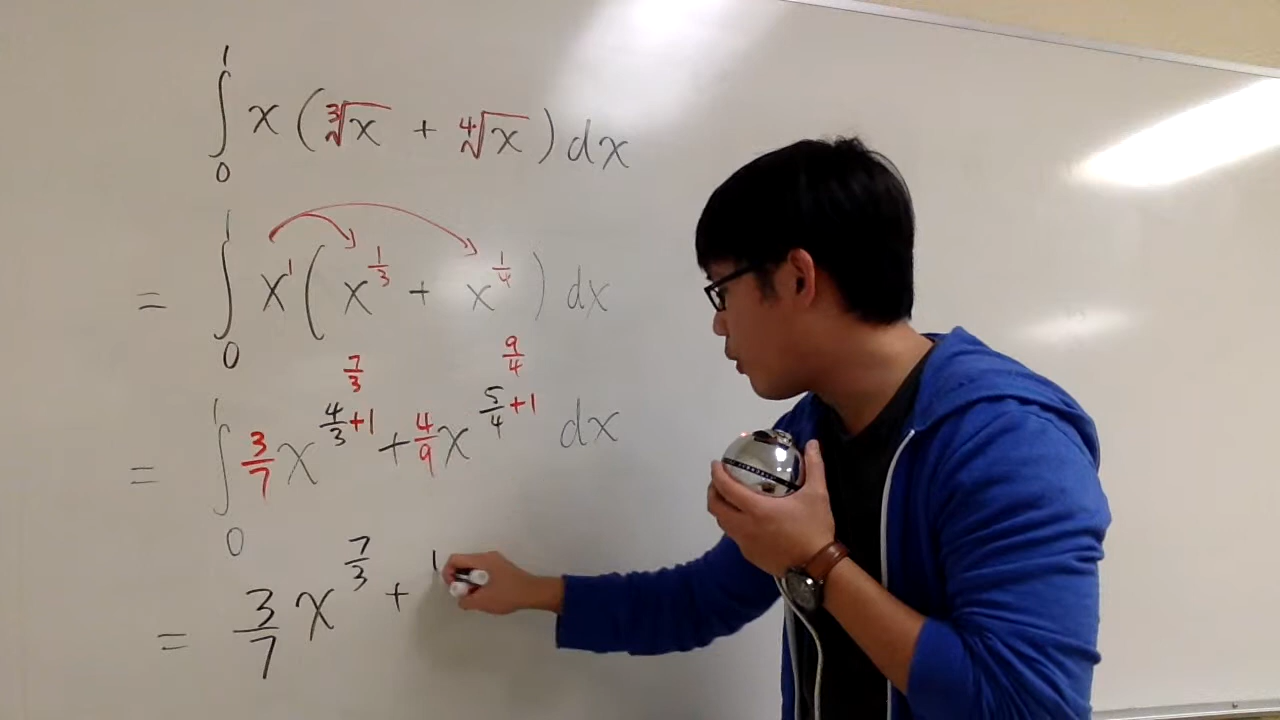 ∫₀¹ x (∛x + ∜x) dx
= ∫₀¹ x¹ (x^(1/3) + x^(1/4)) dx
7/3 9/4
= ∫₀¹ 3/7 x^(4/3 +1) + 4/9 x^(5/4 +1) dx
= 3/7 x^(7/3) +